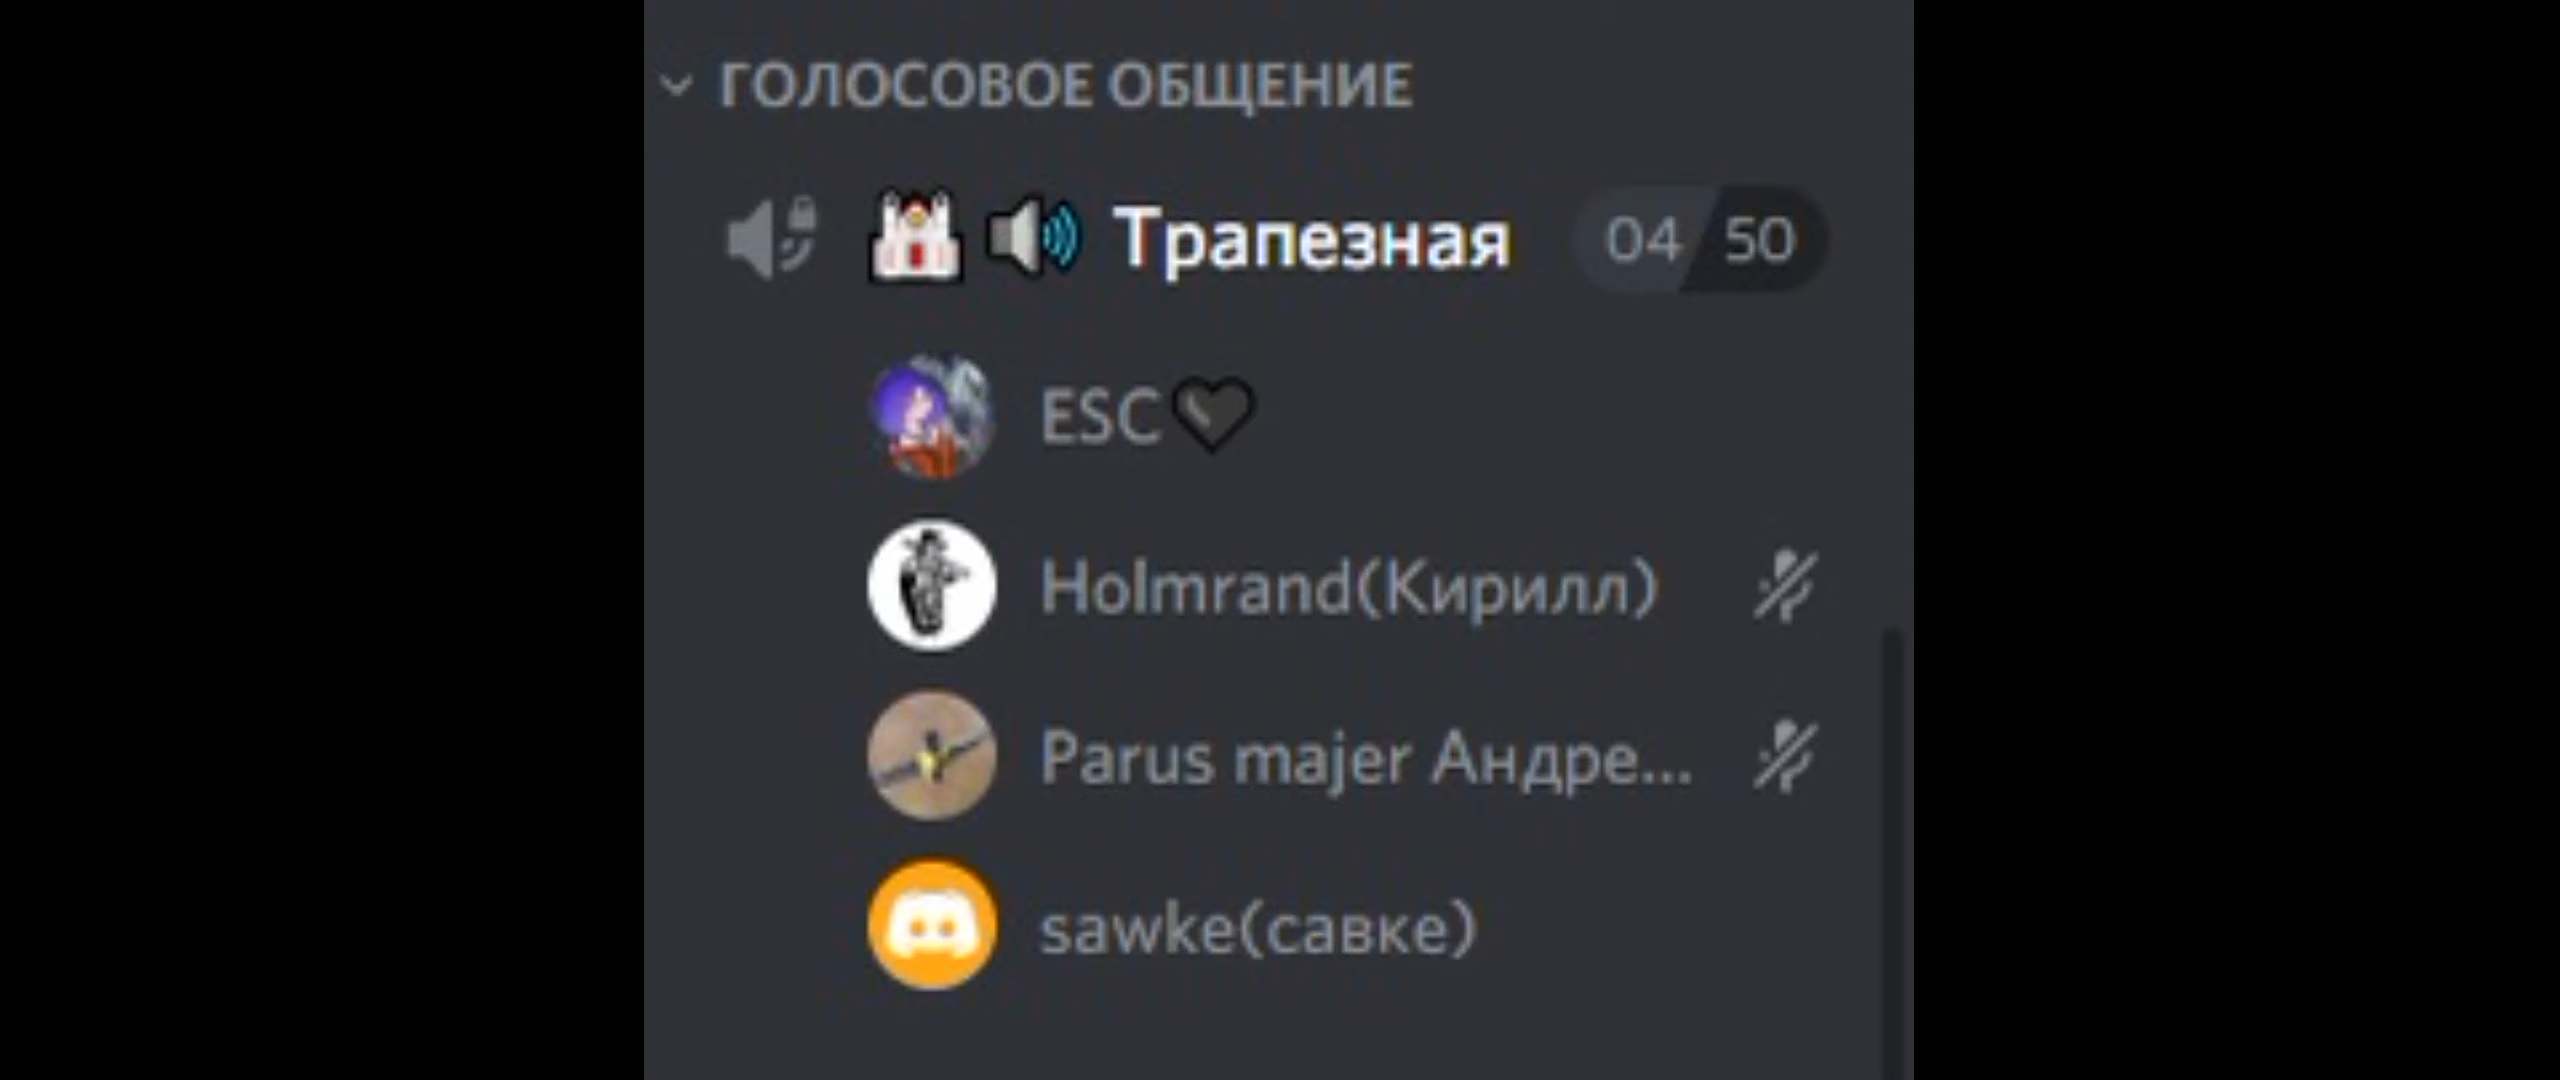 ГОЛОСОВОЕ ОБЩЕНИЕ
Трапезная 04 50
ESC🖤
Holmrand(Кирилл)
Parus majer Андре...
sawke(савке)